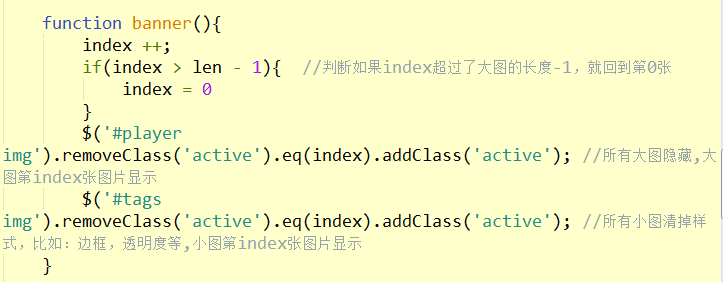 function banner(){
index ++;
if(index > len - 1){  //判断如果index超过了大图的长度-1，就回到第0张
index = 0
}
$('#player
img').removeClass('active').eq(index).addClass('active'); //所有大图隐藏,大
图第index张图片显示
$('#tags
img').removeClass('active').eq(index).addClass('active'); //所有小图清掉样
式，比如：边框，透明度等,小图第index张图片显示
}